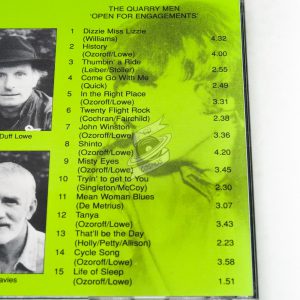 THE QUARRY MEN
'OPEN FOR ENGAGEMENTS'
1 Dizzie Miss Lizzie
(Williams) 4.32
2 History
(Ozoroff/Lowe) 4.00
3 Thumbin' a Ride
(Leiber/Stoller) 2.55
4 Come Go With Me
(Quick) 2.49
5 In the Right Place
(Ozoroff/Lowe) 3.31
6 Twenty Flight Rock
(Cochran/Fairchild) 2.38
7 John Winston
(Ozoroff/Lowe) 3.36
Duff Lowe
8 Shinto
(Ozoroff/Lowe) 4.20
9 Misty Eyes
(Ozoroff/Lowe) 3.45
10 Tryin' to get to You
(Singleton/McCoy) 2.30
11 Mean Woman Blues
(De Metrius) 3.07
12 Tanya
(Ozoroff/Lowe) 3.43
13 That'll be the Day
(Holly/Petty/Allison) 2.23
14 Cycle Song
(Ozoroff/Lowe) 3.58
avies
15 Life of Sleep
(Ozoroff/Lowe) 1.51